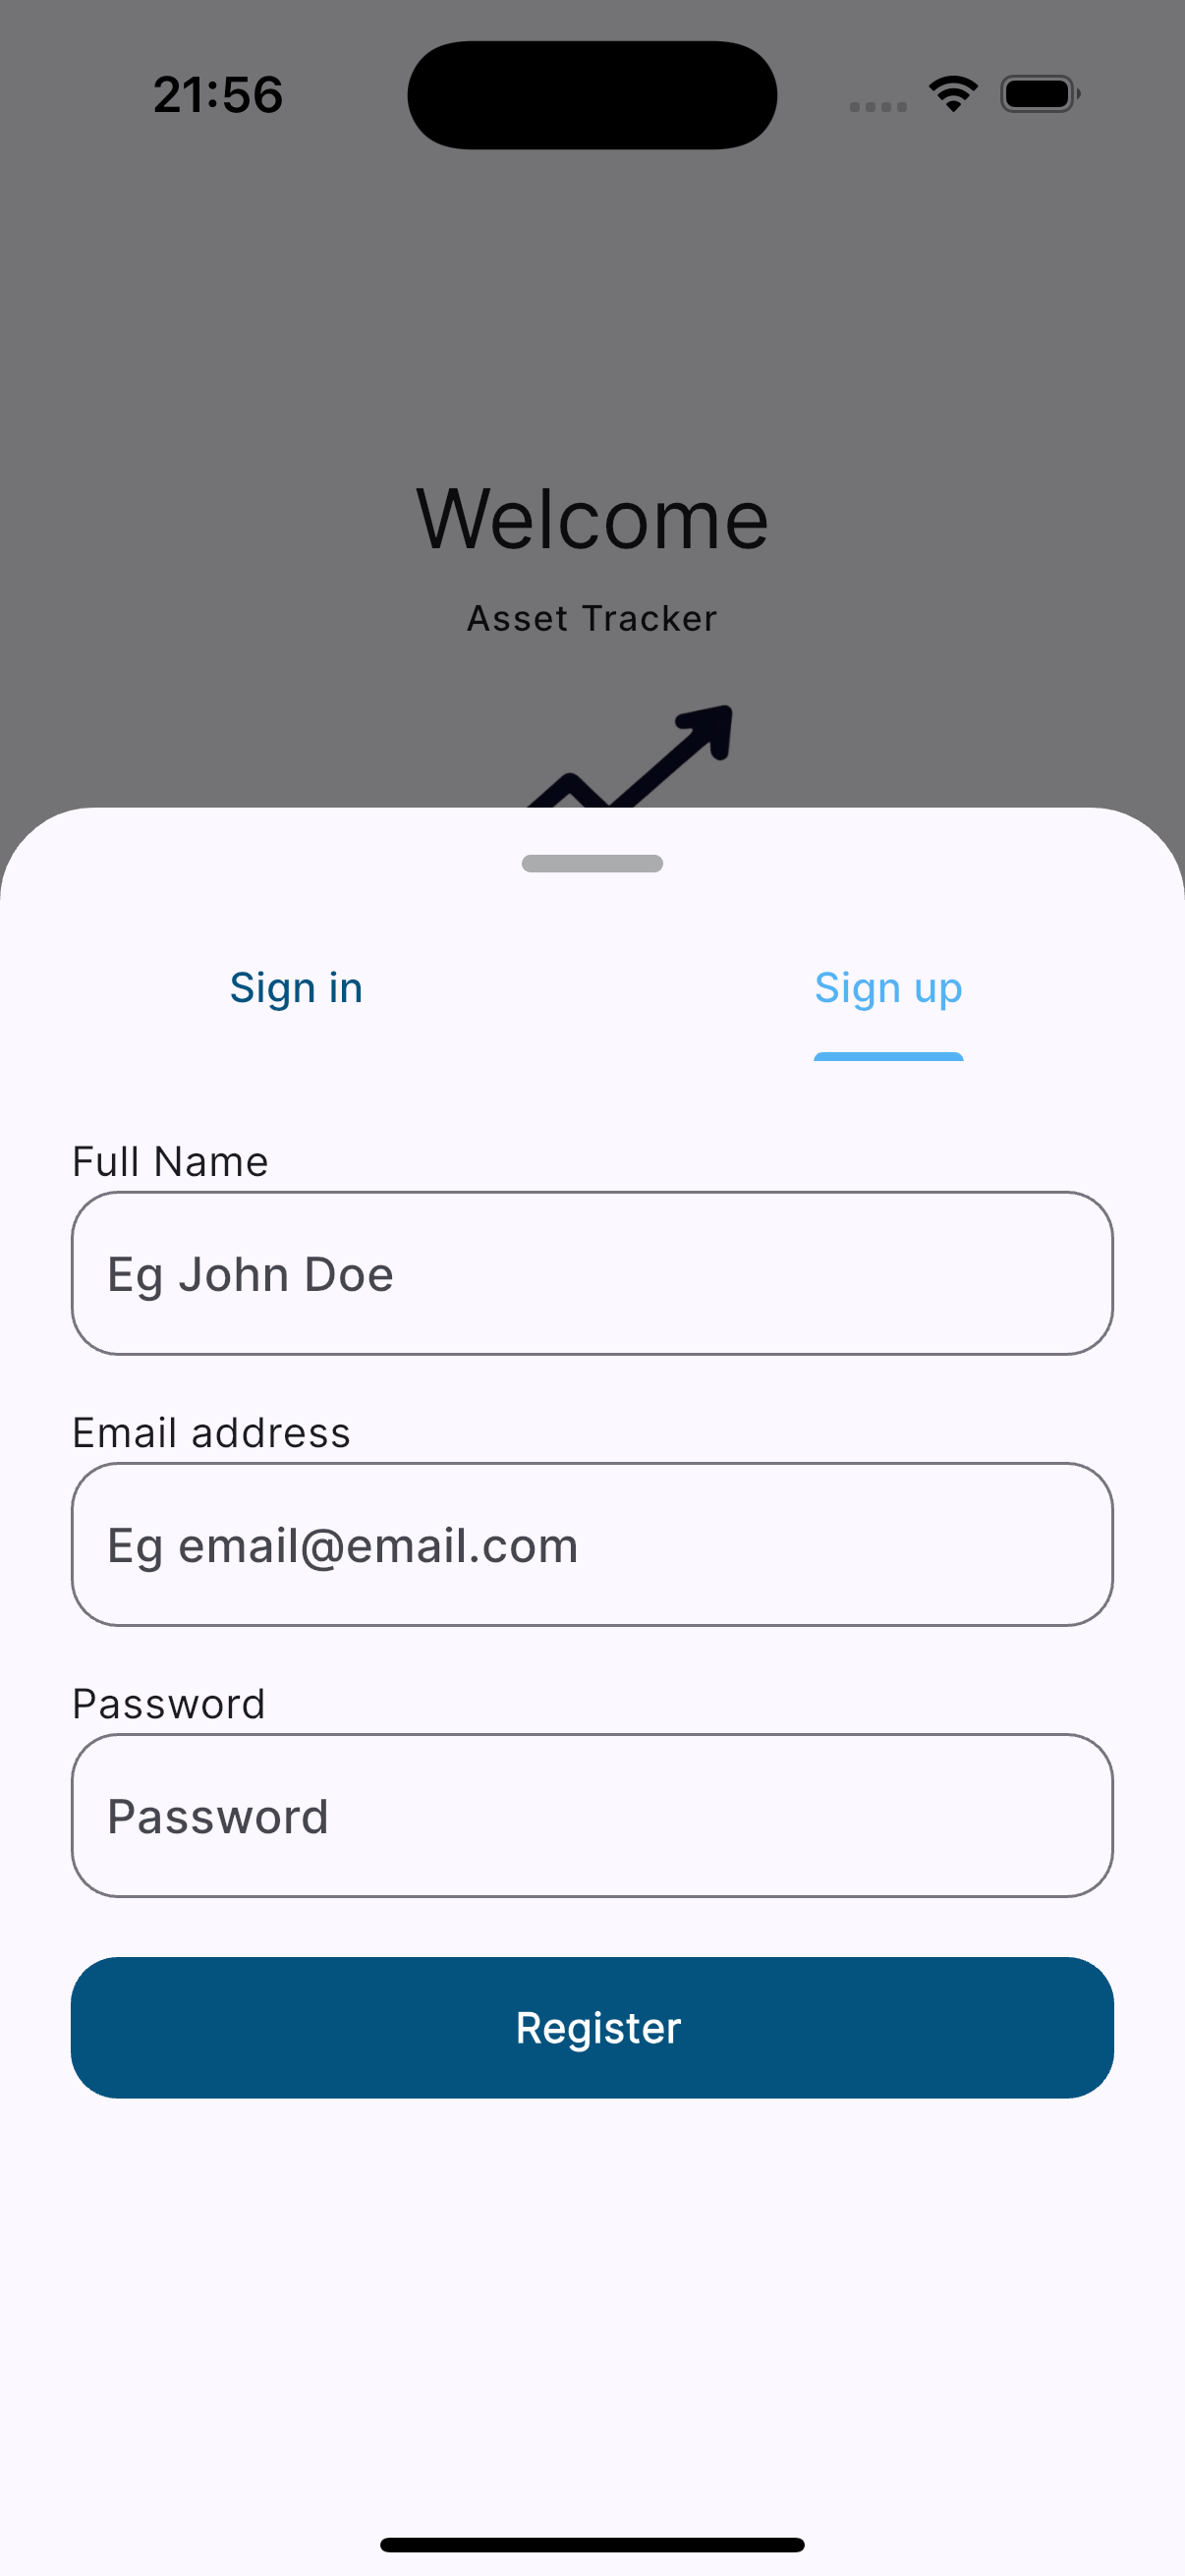 21:56
Welcome
Asset Tracker
Sign in
Sign up
Full Name
Eg John Doe
Email address
Eg email@email.com
Password
Password
Register